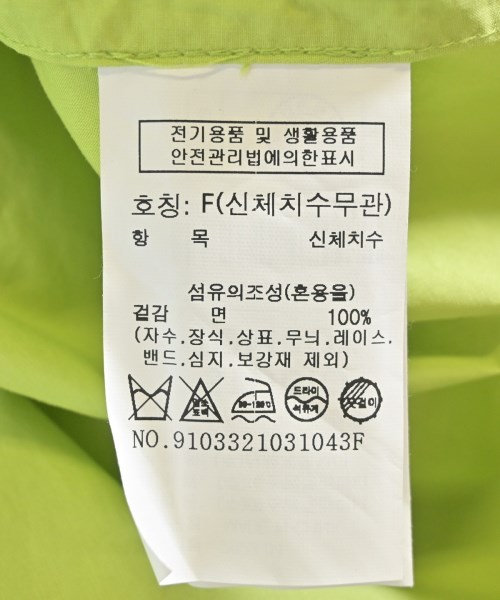 전기용품 및 생활용품
안전관리법에의한표시
호칭: F(신체치수무관)
항 목 신체치수
섬유의조성(혼용율)
겉감 면 100%
(자수.장식.상표.무늬.레이스.
밴드.심지.보강재 제외)
드라이
석유계
NO.9103321031043F